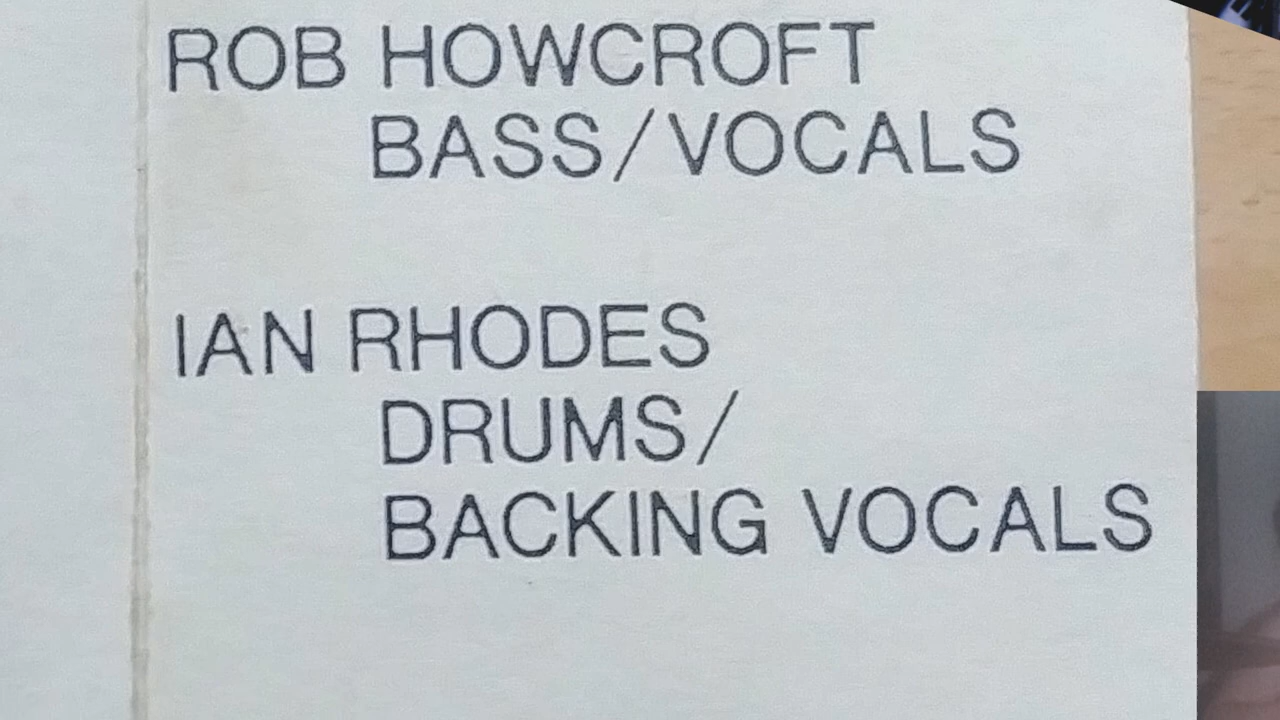 ROB HOWCROFT
BASS/VOCALS
IAN RHODES
DRUMS/
BACKING VOCALS